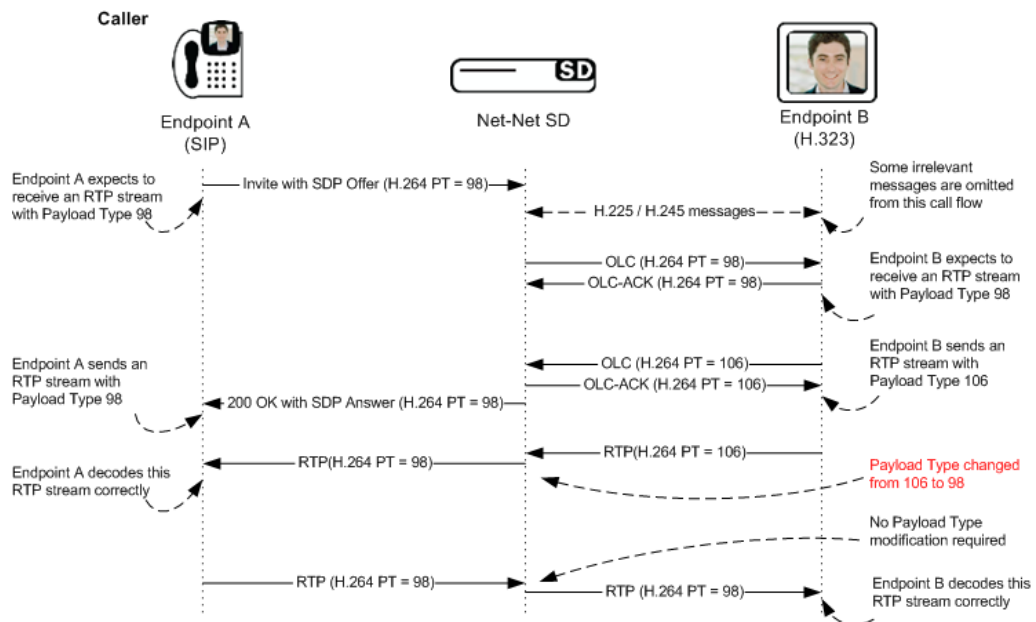 Caller
SD
Endpoint A
(SIP)
Net-Net SD
Endpoint B
(H.323)
Endpoint A expects to
receive an RTP stream
with Payload Type 98
Invite with SDP Offer (H.264 PT = 98)
Some irrelevant
messages are omitted
from this call flow
H.225 / H.245 messages
OLC (H.264 PT = 98)
OLC-ACK (H.264 PT = 98)
Endpoint B expects to
receive an RTP stream
with Payload Type 98
Endpoint A sends an
RTP stream with
Payload Type 98
OLC (H.264 PT = 106)
OLC-ACK (H.264 PT = 106)
200 OK with SDP Answer (H.264 PT = 98)
Endpoint B sends an
RTP stream with
Payload Type 106
RTP(H.264 PT = 106)
RTP(H.264 PT = 98)
Endpoint A decodes this
RTP stream correctly
Payload Type changed
from 106 to 98
No Payload Type
modification required
RTP (H.264 PT = 98)
RTP (H.264 PT = 98)
Endpoint B decodes this
RTP stream correctly